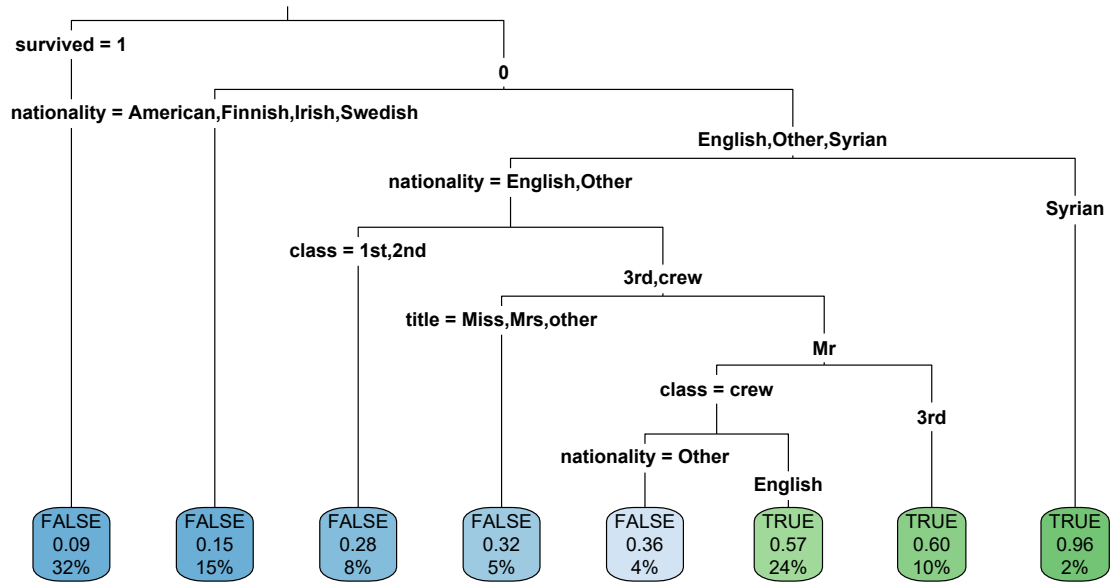 survived = 1
0
nationality = American,Finnish,Irish,Swedish
English,Other,Syrian
nationality = English,Other
Syrian
class = 1st,2nd
3rd,crew
title = Miss,Mrs,other
Mr
class = crew
3rd
nationality = Other
English
FALSE
0.09
32%
FALSE
0.15
15%
FALSE
0.28
8%
FALSE
0.32
5%
FALSE
0.36
4%
TRUE
0.57
24%
TRUE
0.60
10%
TRUE
0.96
2%